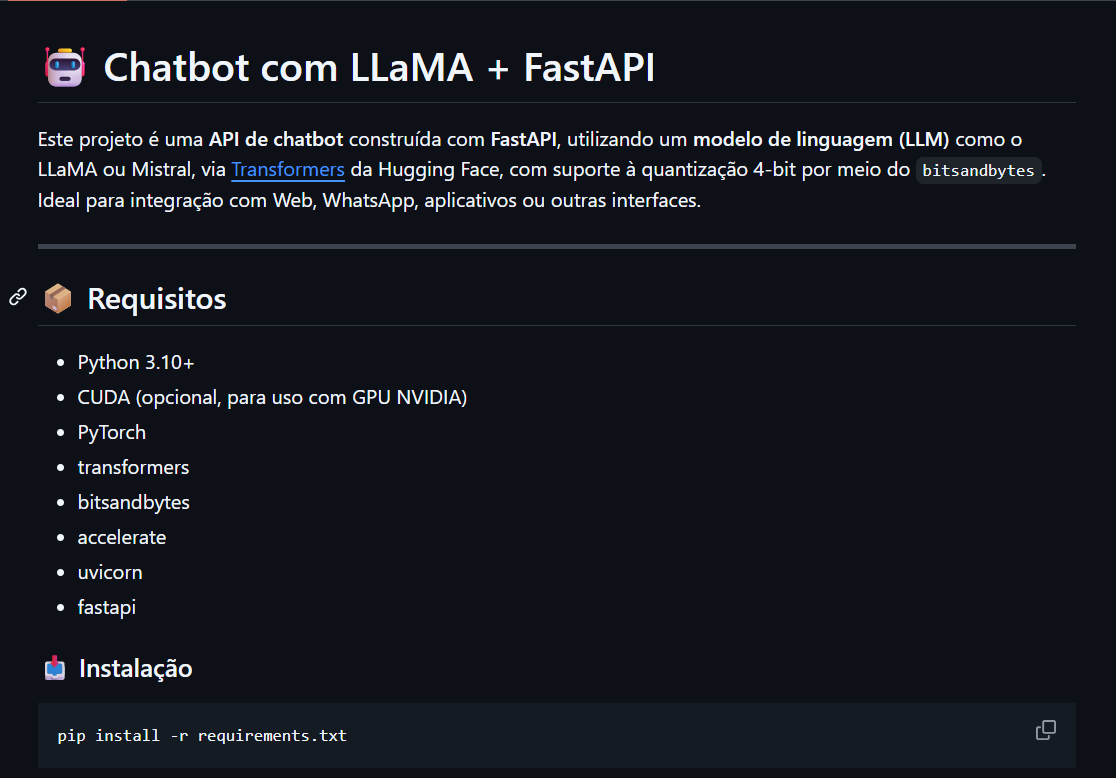 Chatbot com LLaMA + FastAPI
Este projeto é uma API de chatbot construída com FastAPI, utilizando um modelo de linguagem (LLM) como o
LLaMA ou Mistral, via Transformers da Hugging Face, com suporte à quantização 4-bit por meio do bitsandbytes.
Ideal para integração com Web, WhatsApp, aplicativos ou outras interfaces.
Requisitos
Python 3.10+
CUDA (opcional, para uso com GPU NVIDIA)
PyTorch
transformers
bitsandbytes
accelerate
uvicorn
fastapi
Instalação
pip install -r requirements.txt